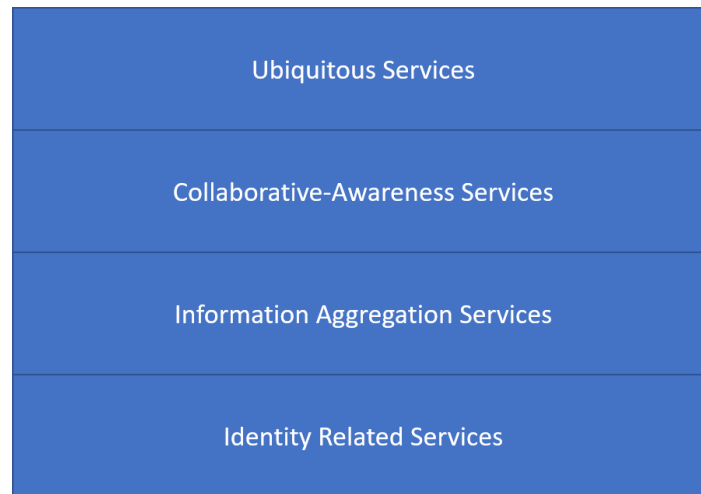 Ubiquitous Services
Collaborative-Awareness Services
Information Aggregation Services
Identity Related Services